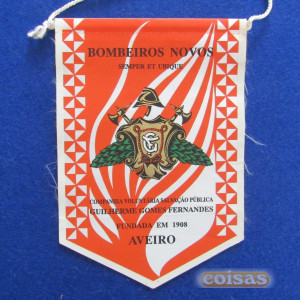 BOMBEIROS NOVOS
SEMPER ET UBIQUE
COMPANHIA VOLUNTÁRIA SALVAÇÃO PÚBLICA
GUILHERME GOMES FERNANDES
FUNDADA EM 1908
AVEIRO
coisas